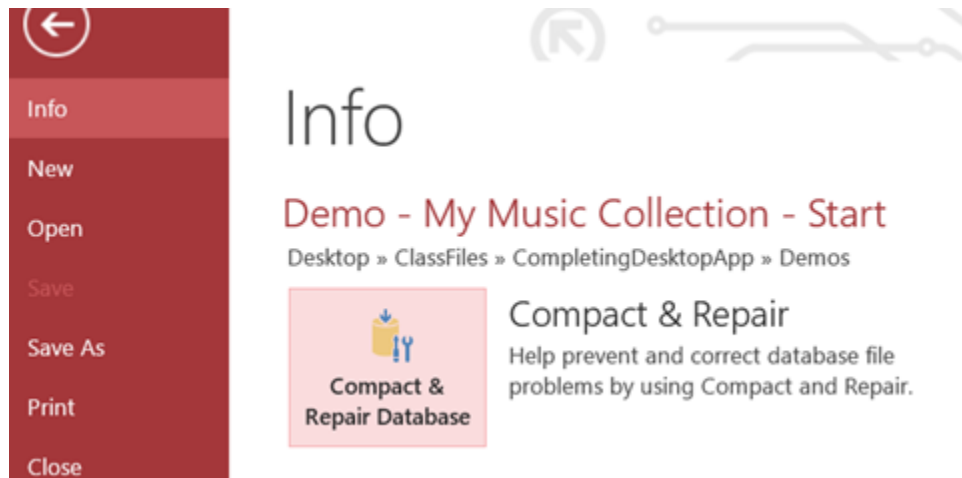 Info
New
Open
Save
Save As
Print
Close
Info
Demo - My Music Collection - Start
Desktop » ClassFiles » CompletingDesktopApp » Demos
Compact &
Repair Database
Compact & Repair
Help prevent and correct database file
problems by using Compact and Repair.